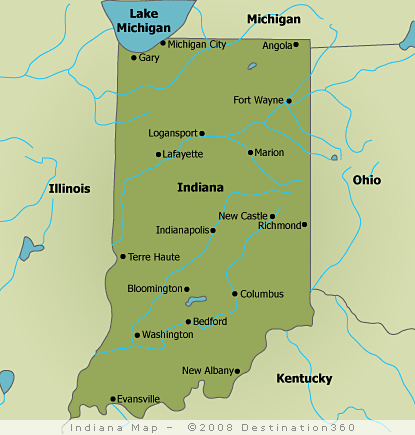 Lake
Michigan
Michigan
Michigan City
Angola
Gary
Fort Wayne
Logansport
Lafayette
Marion
Illinois
Indiana
Ohio
New Castle
Richmond
Indianapolis
Terre Haute
Bloomington
Columbus
Bedford
Washington
New Albany
Kentucky
Evansville
Indiana Map - ©2008 Destination360